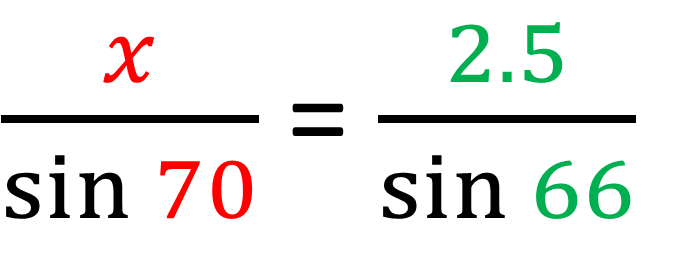 x / sin 70 = 2.5 / sin 66